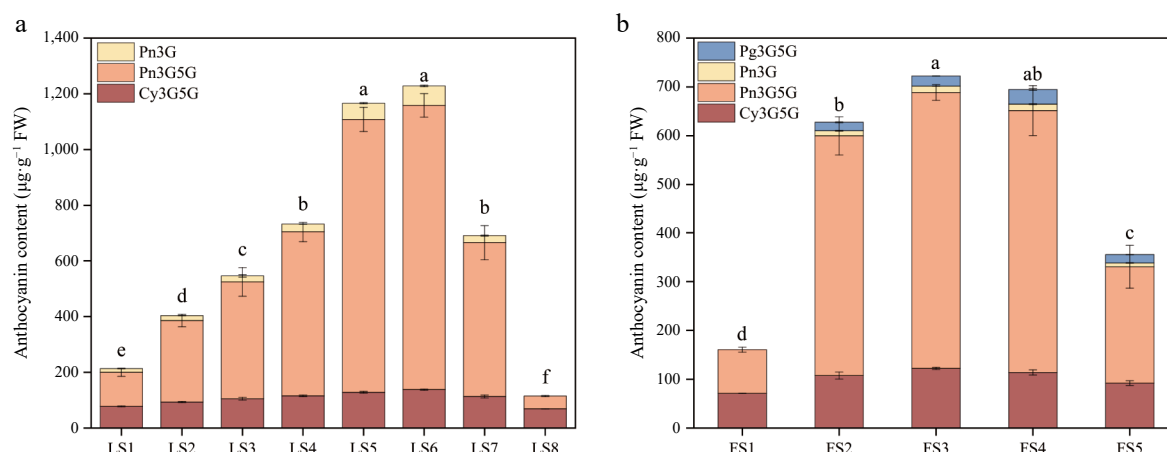 a
Anthocyanin content (μg·g⁻¹ FW)
1,400
1,200
1,000
800
600
400
200
0
Pn3G
Pn3G5G
Cy3G5G
e
d
c
b
a
a
b
f
LS1 LS2 LS3 LS4 LS5 LS6 LS7 LS8
b
Anthocyanin content (μg·g⁻¹ FW)
800
700
600
500
400
300
200
100
0
Pg3G5G
Pn3G
Pn3G5G
Cy3G5G
d
b
a
ab
c
FS1 FS2 FS3 FS4 FS5